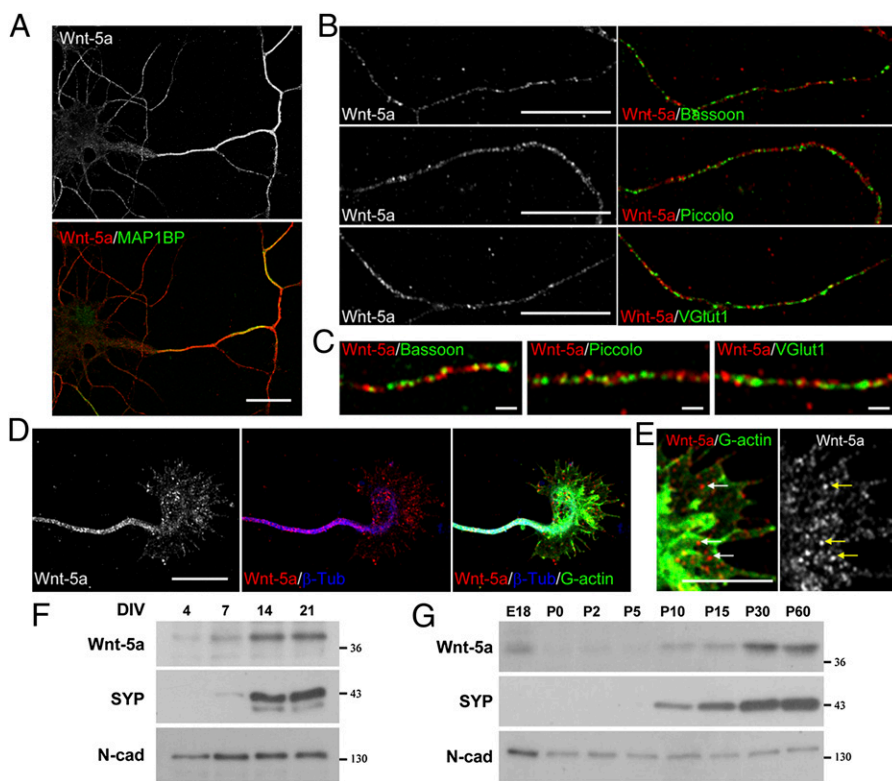 A
Wnt-5a
Wnt-5a/MAP1BP
B
Wnt-5a
Wnt-5a/Bassoon
Wnt-5a
Wnt-5a/Piccolo
Wnt-5a
Wnt-5a/VGlut1
C
Wnt-5a/Bassoon
Wnt-5a/Piccolo
Wnt-5a/VGlut1
D
Wnt-5a
Wnt-5a/β-Tub
Wnt-5a/β-Tub/G-actin
E
Wnt-5a/G-actin
Wnt-5a
F
DIV 4 7 14 21
Wnt-5a 36
SYP 43
N-cad 130
G
E18 P0 P2 P5 P10 P15 P30 P60
Wnt-5a 36
SYP 43
N-cad 130